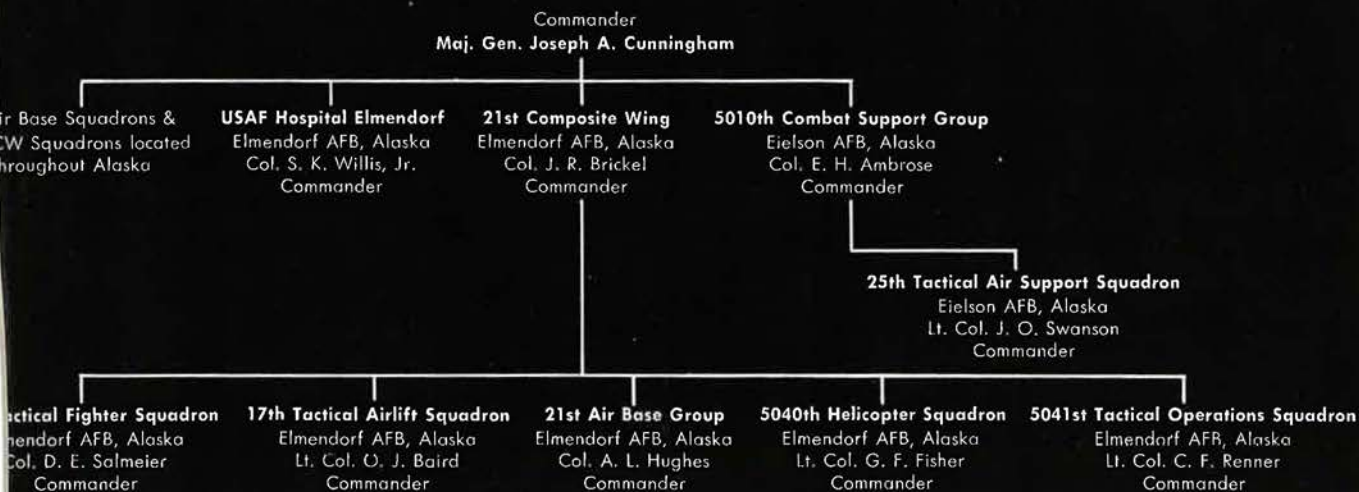 Commander
Maj. Gen. Joseph A. Cunningham
ir Base Squadrons &
CW Squadrons located
hroughout Alaska
USAF Hospital Elmendorf
Elmendorf AFB, Alaska
Col. S. K. Willis, Jr.
Commander
21st Composite Wing
Elmendorf AFB, Alaska
Col. J. R. Brickel
Commander
5010th Combat Support Group
Eielson AFB, Alaska
Col. E. H. Ambrose
Commander
25th Tactical Air Support Squadron
Eielson AFB, Alaska
Lt. Col. J. O. Swanson
Commander
actical Fighter Squadron
mendorf AFB, Alaska
Col. D. E. Salmeier
Commander
17th Tactical Airlift Squadron
Elmendorf AFB, Alaska
Lt. Col. O. J. Baird
Commander
21st Air Base Group
Elmendorf AFB, Alaska
Col. A. L. Hughes
Commander
5040th Helicopter Squadron
Elmendorf AFB, Alaska
Lt. Col. G. F. Fisher
Commander
5041st Tactical Operations Squadron
Elmendorf AFB, Alaska
Lt. Col. C. F. Renner
Commander